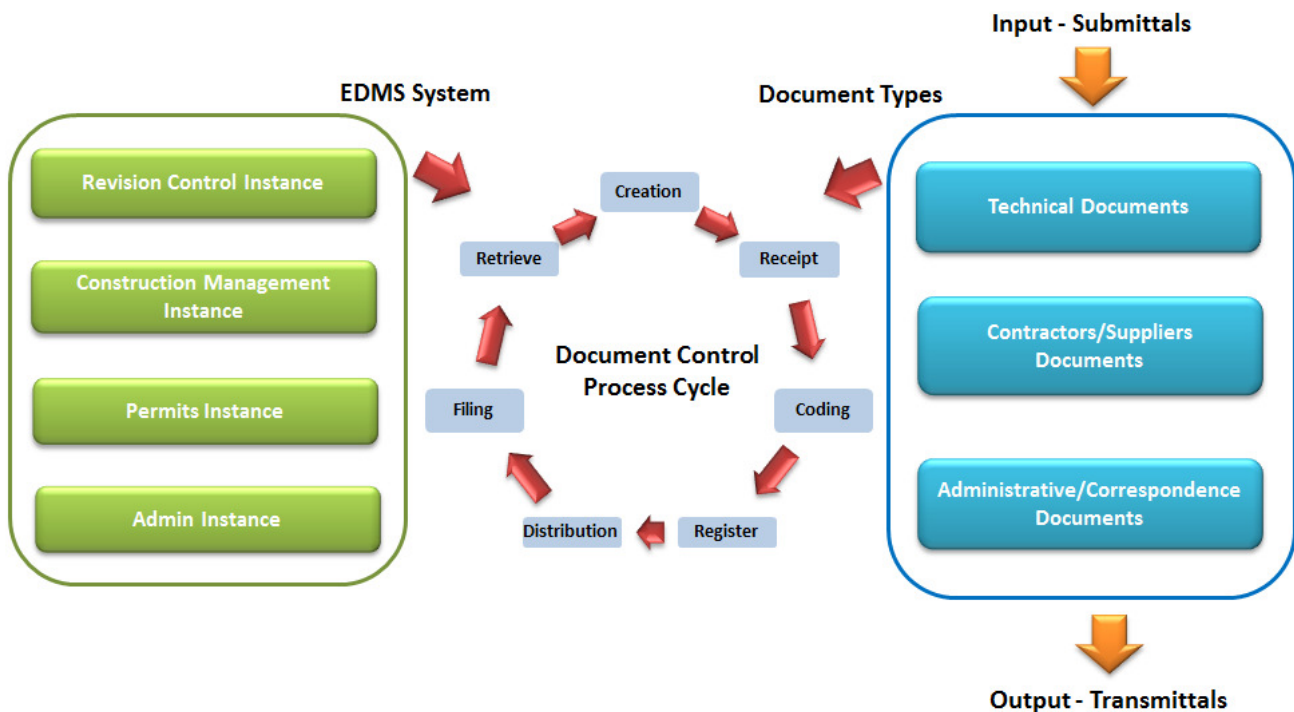 Input - Submittals
EDMS System
Document Types
Revision Control Instance
Construction Management
Instance
Permits Instance
Admin Instance
Creation
Receipt
Coding
Register
Distribution
Filing
Retrieve
Document Control
Process Cycle
Technical Documents
Contractors/Suppliers
Documents
Administrative/Correspondence
Documents
Output - Transmittals